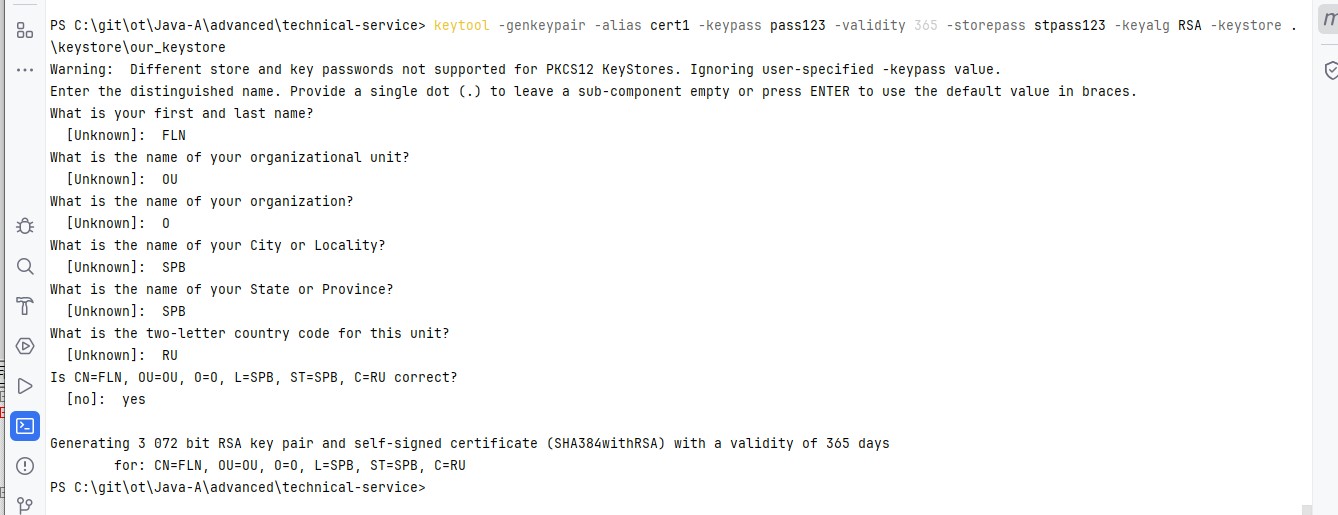 PS C:\git\ot\Java-A\advanced\technical-service> keytool -genkeypair -alias cert1 -keypass pass123 -validity 365 -storepass stpass123 -keyalg RSA -keystore .
\keystore\our_keystore
Warning:  Different store and key passwords not supported for PKCS12 KeyStores. Ignoring user-specified -keypass value.
Enter the distinguished name. Provide a single dot (.) to leave a sub-component empty or press ENTER to use the default value in braces.
What is your first and last name?
  [Unknown]:  FLN
What is the name of your organizational unit?
  [Unknown]:  OU
What is the name of your organization?
  [Unknown]:  O
What is the name of your City or Locality?
  [Unknown]:  SPB
What is the name of your State or Province?
  [Unknown]:  SPB
What is the two-letter country code for this unit?
  [Unknown]:  RU
Is CN=FLN, OU=OU, O=O, L=SPB, ST=SPB, C=RU correct?
  [no]:  yes

Generating 3 072 bit RSA key pair and self-signed certificate (SHA384withRSA) with a validity of 365 days
        for: CN=FLN, OU=OU, O=O, L=SPB, ST=SPB, C=RU
PS C:\git\ot\Java-A\advanced\technical-service>